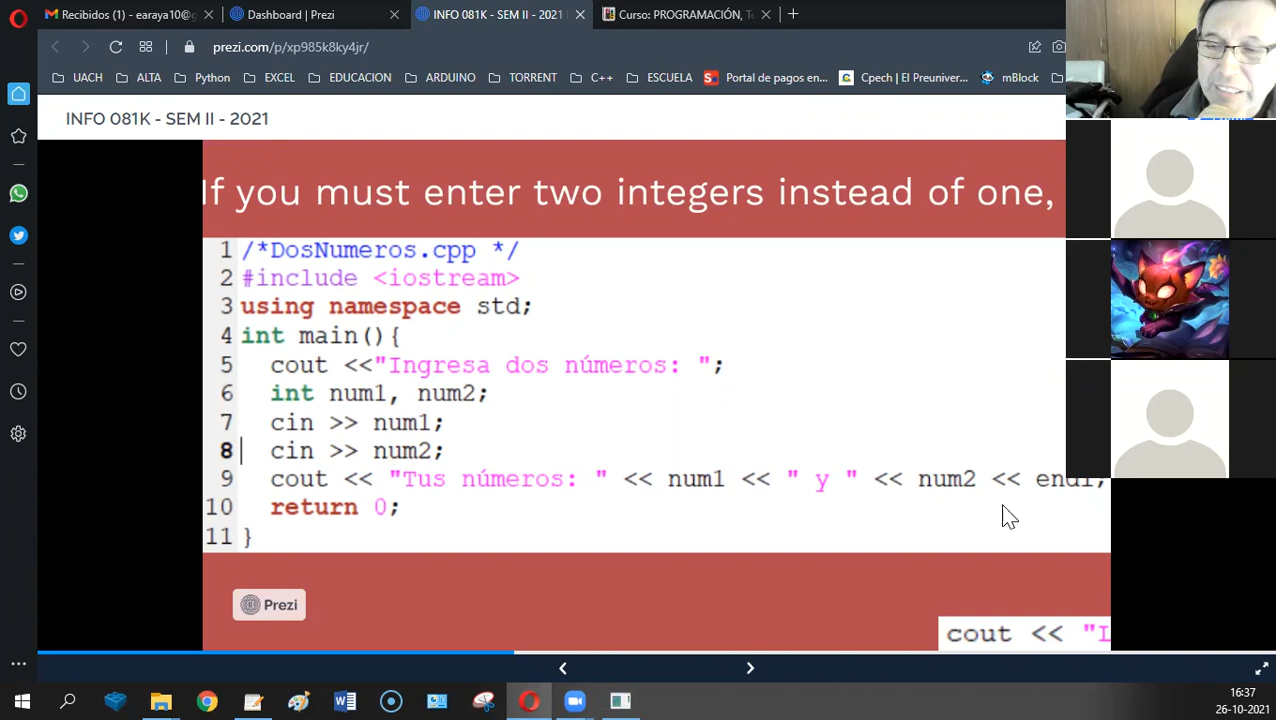 Recibidos (1) - earaya10@g
Dashboard | Prezi
INFO 081K - SEM II - 2021
Curso: PROGRAMACIÓN, Te
prezi.com/p/xp985k8ky4jr/
UACH
ALTA
Python
EXCEL
EDUCACION
ARDUINO
TORRENT
C++
ESCUELA
Portal de pagos en...
Cpech | El Preuniver...
mBlock
INFO 081K - SEM II - 2021
If you must enter two integers instead of one,
1 /*DosNumeros.cpp */
2 #include <iostream>
3 using namespace std;
4 int main(){
5 cout <<"Ingresa dos números: ";
6 int num1, num2;
7 cin >> num1;
8 cin >> num2;
9 cout << "Tus números: " << num1 << " y " << num2 << endl;
10 return 0;
11 }
Prezi
cout << "I
16:37
26-10-2021